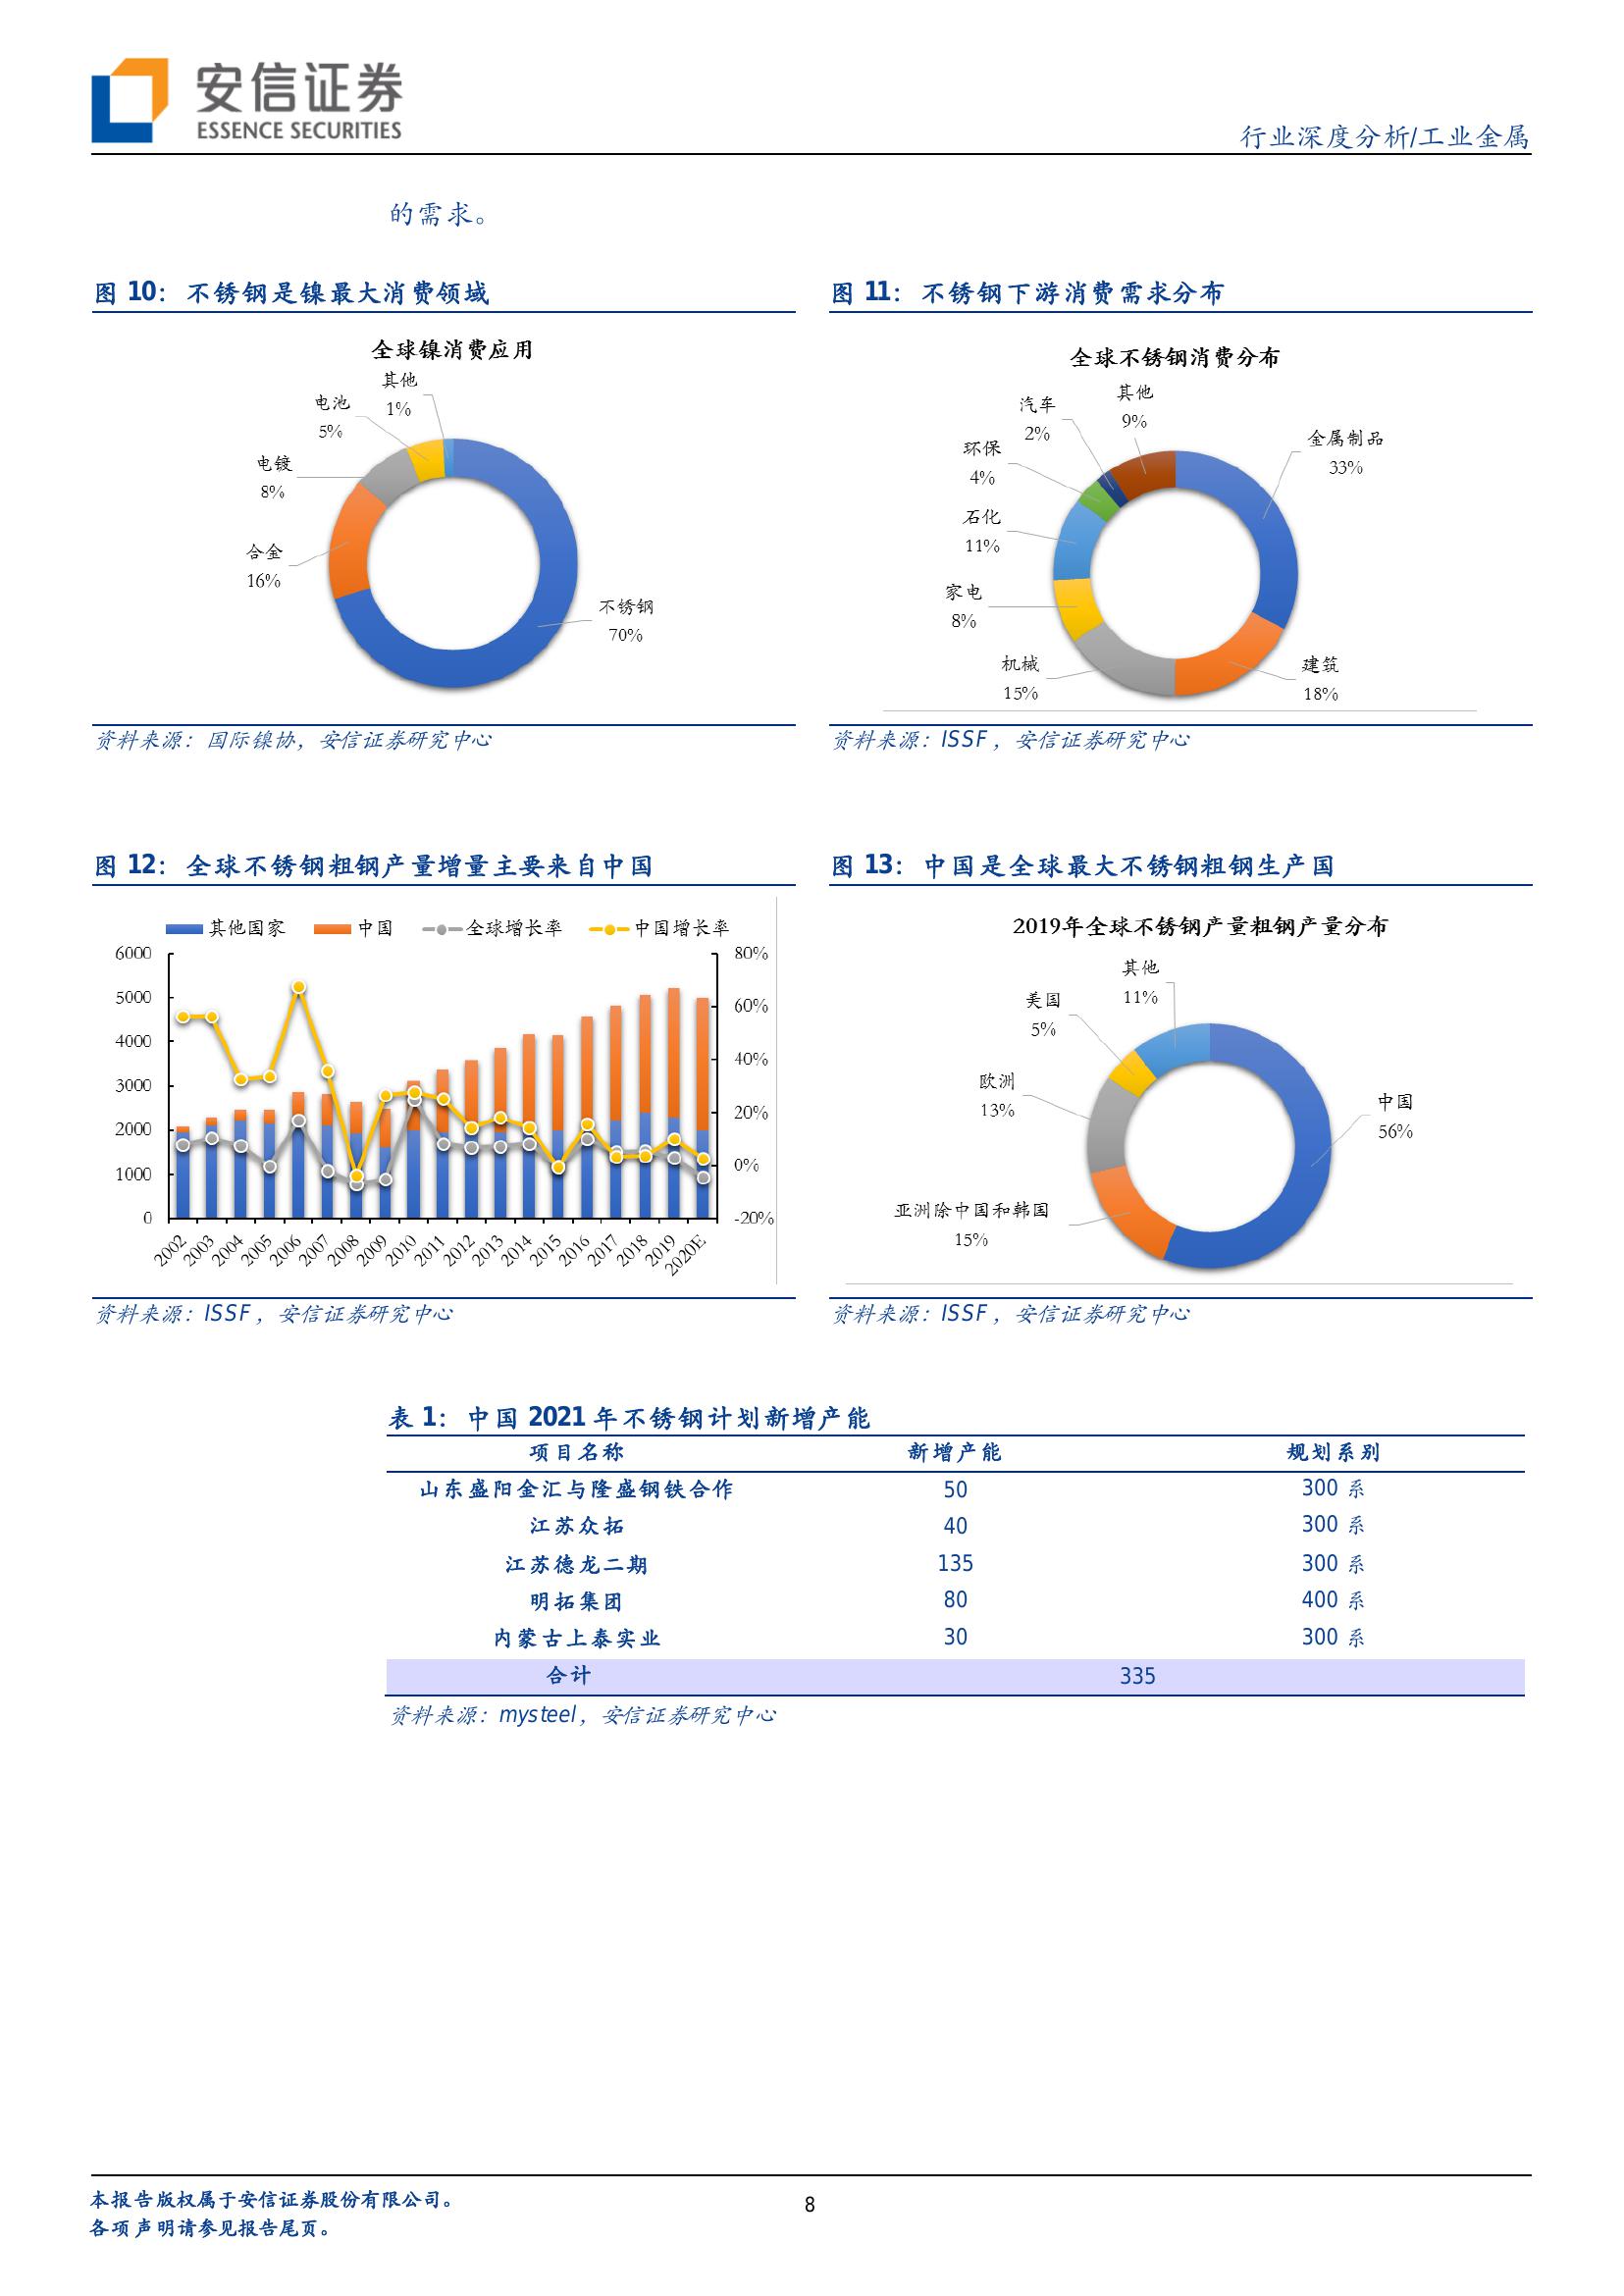 安信证券
ESSENCE SECURITIES
行业深度分析/工业金属
的需求。
图 10：不锈钢是镍最大消费领域
全球镍消费应用
其他
1%
电池
5%
电镀
8%
合金
16%
不锈钢
70%
资料来源：国际镍协，安信证券研究中心
图 11：不锈钢下游消费需求分布
全球不锈钢消费分布
其他
9%
汽车
2%
环保
4%
石化
11%
家电
8%
机械
15%
金属制品
33%
建筑
18%
资料来源：ISSF，安信证券研究中心
图 12：全球不锈钢粗钢产量增量主要来自中国
其他国家 中国 全球增长率 中国增长率
6000
5000
4000
3000
2000
1000
0
80%
60%
40%
20%
0%
-20%
2002 2003 2004 2005 2006 2007 2008 2009 2010 2011 2012 2013 2014 2015 2016 2017 2018 2019 2020E
资料来源：ISSF，安信证券研究中心
图 13：中国是全球最大不锈钢粗钢生产国
2019年全球不锈钢产量粗钢产量分布
其他
11%
美国
5%
欧洲
13%
亚洲除中国和韩国
15%
中国
56%
资料来源：ISSF，安信证券研究中心
表 1：中国 2021 年不锈钢计划新增产能
项目名称 新增产能 规划系别
山东盛阳金汇与隆盛钢铁合作 50 300 系
江苏众拓 40 300 系
江苏德龙二期 135 300 系
明拓集团 80 400 系
内蒙古上泰实业 30 300 系
合计 335
资料来源：mysteel，安信证券研究中心
本报告版权属于安信证券股份有限公司。
各项声明请参见报告尾页。
8